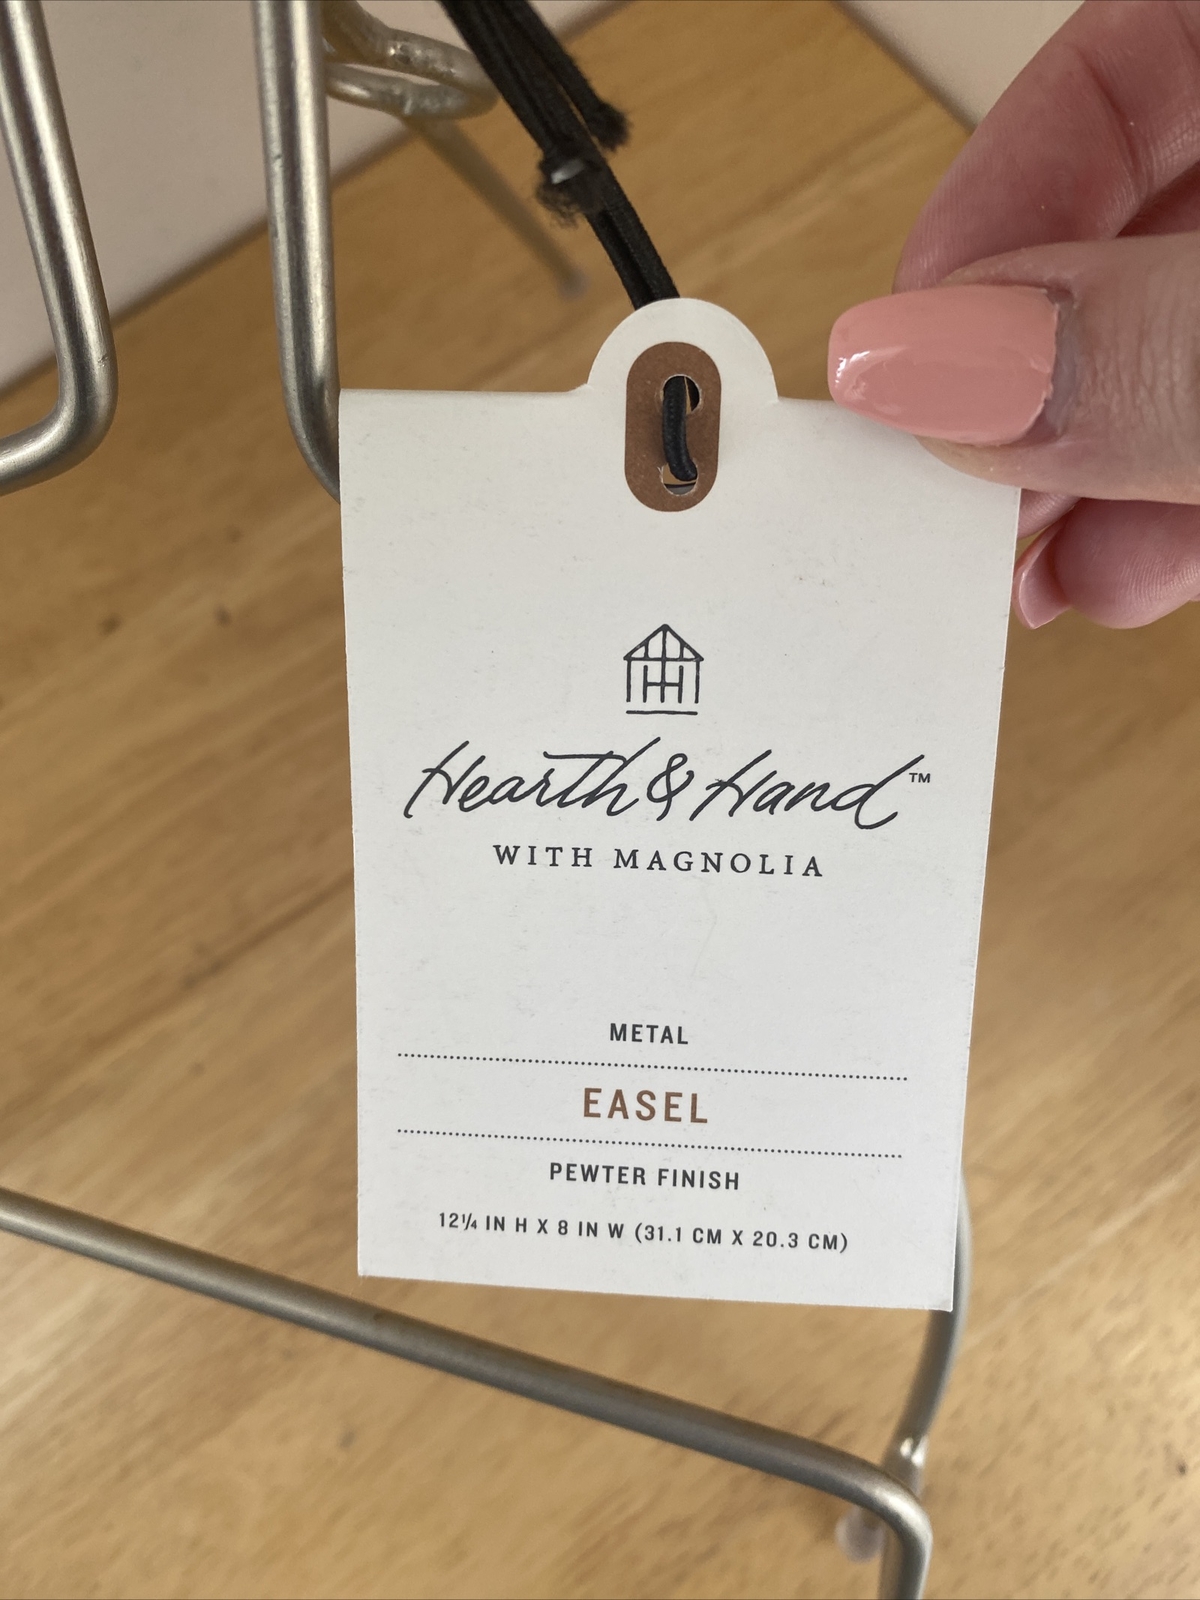 Hearth & Hand™
WITH MAGNOLIA
METAL
EASEL
PEWTER FINISH
12¼ IN H X 8 IN W (31.1 CM X 20.3 CM)